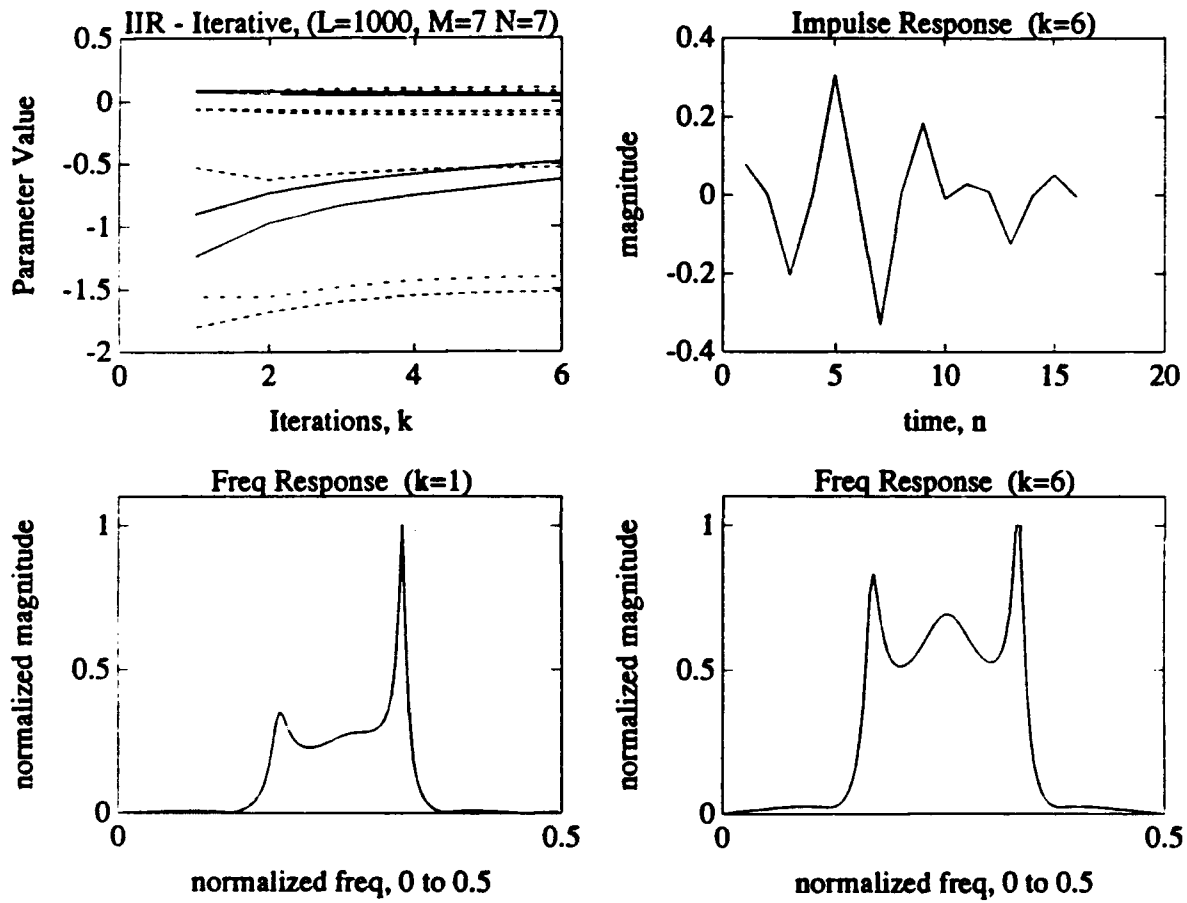 IIR - Iterative, (L=1000, M=7 N=7)
0.5
0
-0.5
-1
-1.5
-2
0
2
4
6
Parameter Value
Iterations, k
Impulse Response (k=6)
0.4
0.2
0
-0.2
-0.4
0
5
10
15
20
magnitude
time, n
Freq Response (k=1)
1
0.5
0
0
0.5
normalized magnitude
normalized freq, 0 to 0.5
Freq Response (k=6)
1
0.5
0
0
0.5
normalized magnitude
normalized freq, 0 to 0.5